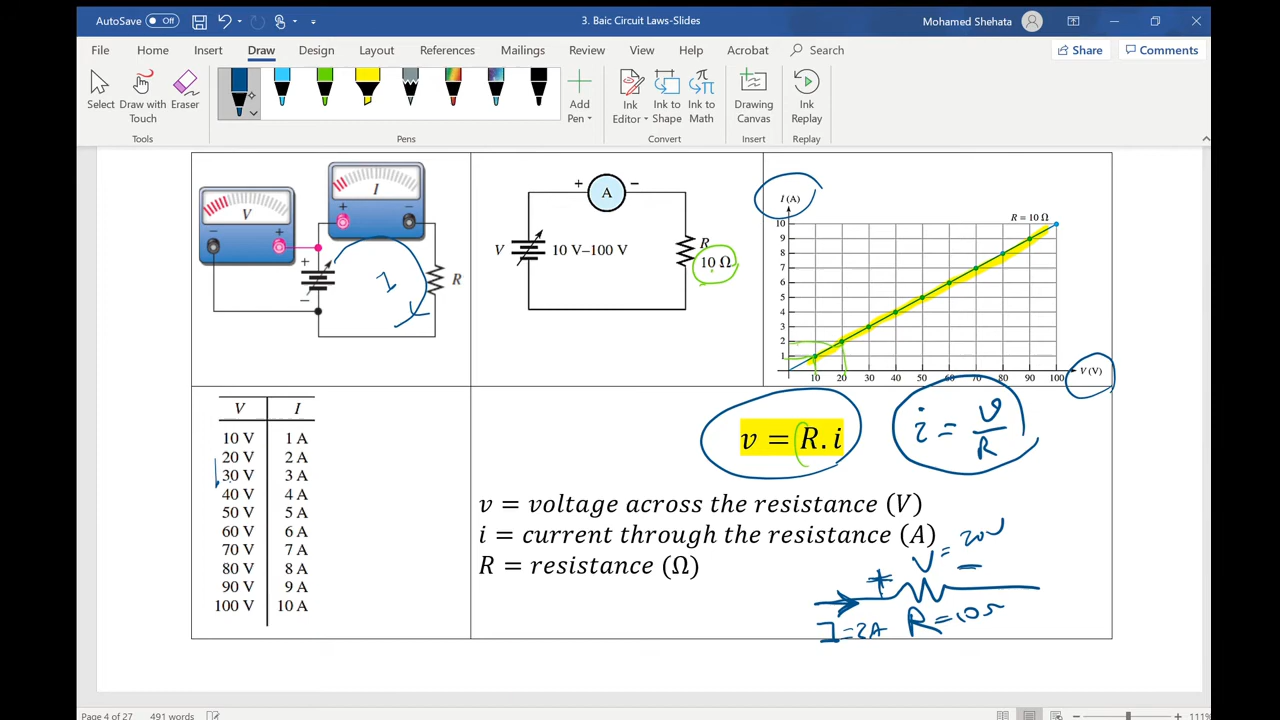 AutoSave Off 3. Baic Circuit Laws-Slides Mohamed Shehata
File Home Insert Draw Design Layout References Mailings Review View Help Acrobat Search Share Comments
Select Draw with Touch Eraser Add Pen Ink Editor Ink to Shape Ink to Math Drawing Canvas Ink Replay
Tools Pens Convert Insert Replay
V
− +
I
+ −
+
−
I
R
+ A −
V 10 V–100 V
R
10 Ω
I (A)
R = 10 Ω
10
9
8
7
6
5
4
3
2
1
10 20 30 40 50 60 70 80 90 100 V (V)
V I
10 V 1 A
20 V 2 A
30 V 3 A
40 V 4 A
50 V 5 A
60 V 6 A
70 V 7 A
80 V 8 A
90 V 9 A
100 V 10 A
v = R.i
i = v/R
v = voltage across the resistance (V)
i = current through the resistance (A)
R = resistance (Ω)
V = 20V
+ −
I = 2A R = 10Ω
Page 4 of 27 491 words 111%